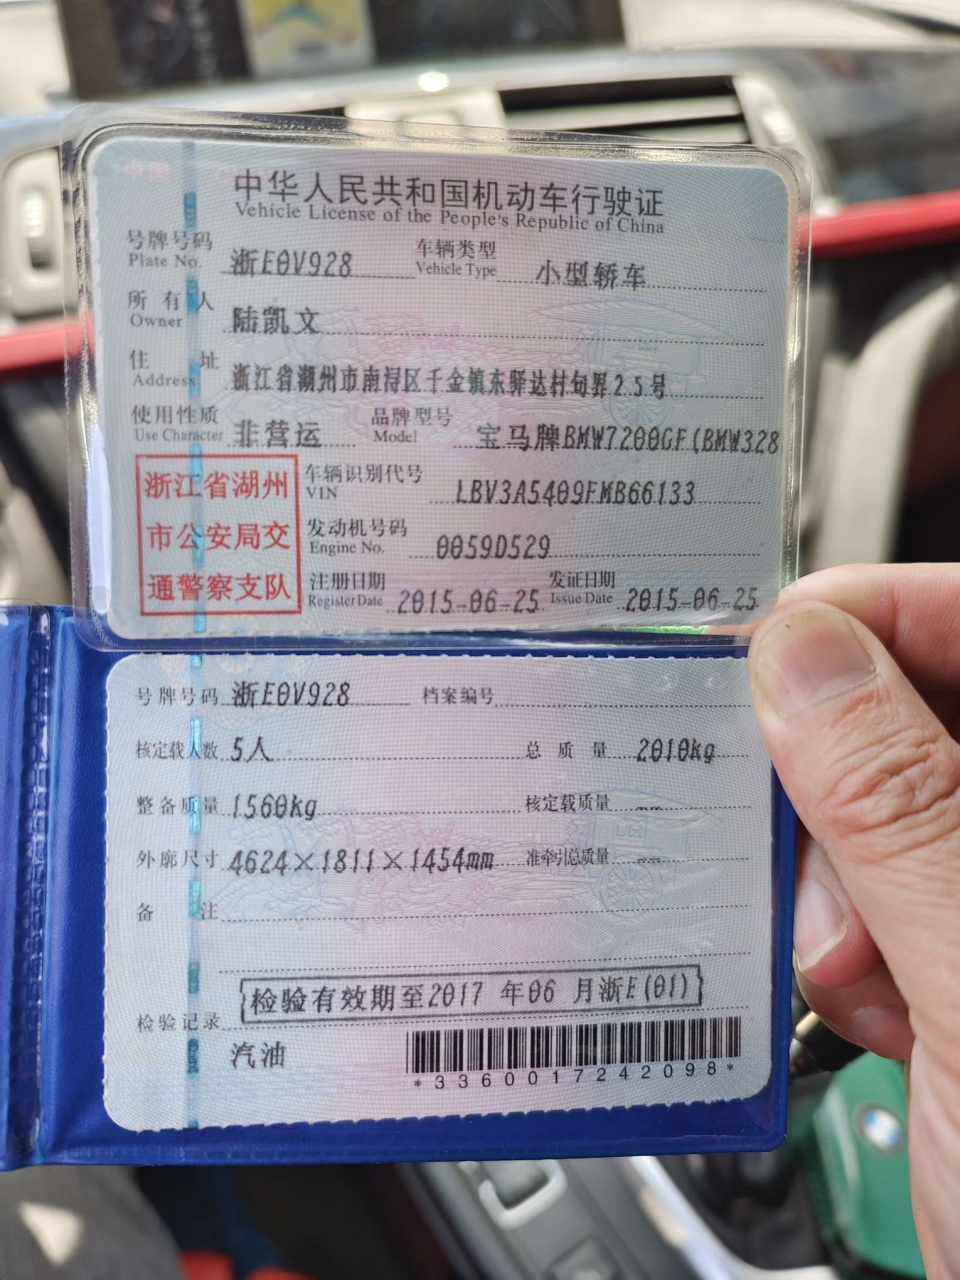 中华人民共和国机动车行驶证
Vehicle License of the People's Republic of China
号牌号码 浙E0V928 车辆类型 小型轿车
Plate No. Vehicle Type
所有人 陆凯文
Owner
住址 浙江省湖州市南浔区千金镇东驿达村旬界25号
Address
使用性质 非营运 品牌型号 宝马牌BMW7200GF(BMW328
Use Character Model
浙江省湖州
市公安局交
通警察支队
车辆识别代号 LBV3A5409FMB66133
VIN
发动机号码 0059D529
Engine No.
注册日期 2015-06-25 发证日期 2015-06-25
Register Date Issue Date
号牌号码 浙E0V928 档案编号
核定载人数 5人 总质量 2010kg
整备质量 1560kg 核定载质量 --
外廓尺寸 4624×1811×1454mm 准牵引总质量 --
备注
检验记录 检验有效期至2017 年06 月浙E(01)
汽油
*3360017242098*